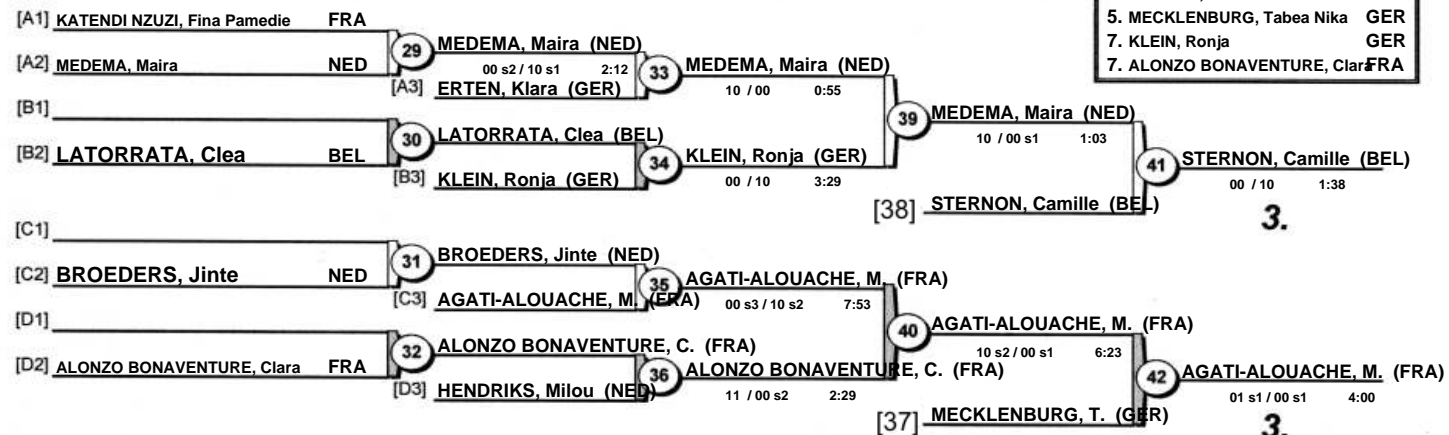 [A1] KATENDI NZUZI, Fina Pamedie FRA
[A2] MEDEMA, Maira NED
29 MEDEMA, Maira (NED)
00 s2 / 10 s1 2:12
[A3] ERTEN, Klara (GER)
33 MEDEMA, Maira (NED)
10 / 00 0:55
[B1]
[B2] LATORRATA, Clea BEL
30 LATORRATA, Clea (BEL)
[B3] KLEIN, Ronja (GER)
34 KLEIN, Ronja (GER)
00 / 10 3:29
39 MEDEMA, Maira (NED)
10 / 00 s1 1:03
[38] STERNON, Camille (BEL)
41 STERNON, Camille (BEL)
00 / 10 1:38
3.
[C1]
[C2] BROEDERS, Jinte NED
31 BROEDERS, Jinte (NED)
[C3] AGATI-ALOUACHE, M. (FRA)
35 AGATI-ALOUACHE, M. (FRA)
00 s3 / 10 s2 7:53
[D1]
[D2] ALONZO BONAVENTURE, Clara FRA
32 ALONZO BONAVENTURE, C. (FRA)
[D3] HENDRIKS, Milou (NED)
36 ALONZO BONAVENTURE, C. (FRA)
11 / 00 s2 2:29
40 AGATI-ALOUACHE, M. (FRA)
10 s2 / 00 s1 6:23
[37] MECKLENBURG, T. (GER)
42 AGATI-ALOUACHE, M. (FRA)
01 s1 / 00 s1 4:00
3.
5. MECKLENBURG, Tabea Nika GER
7. KLEIN, Ronja GER
7. ALONZO BONAVENTURE, Clara FRA